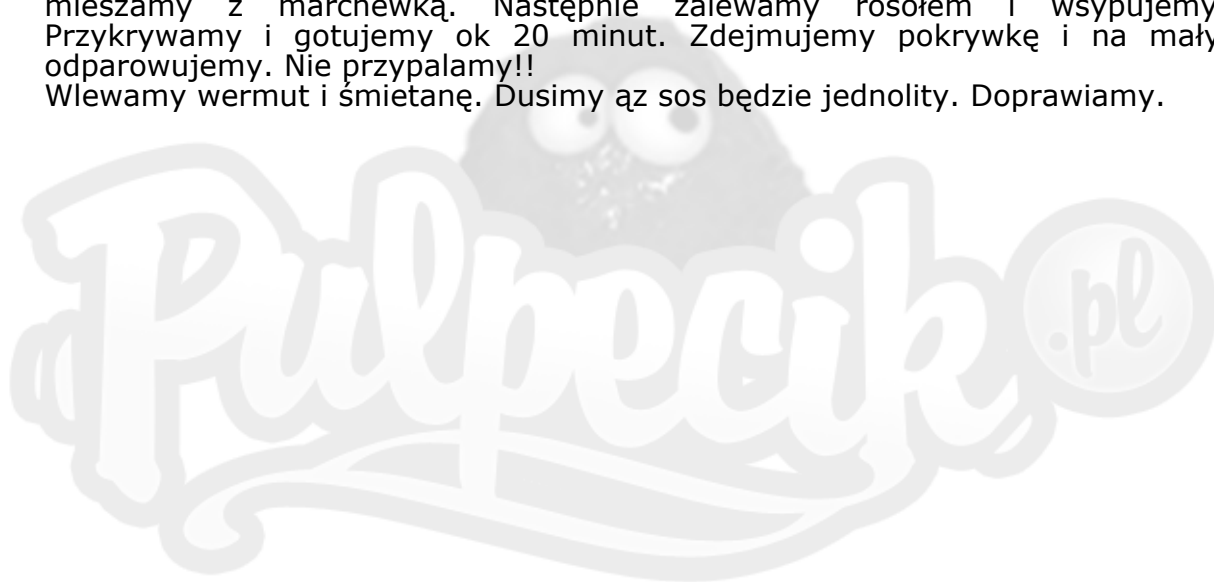 mieszamy z marchewką. Następnie zalewamy rosołem i wsypujemy
Przykrywamy i gotujemy ok 20 minut. Zdejmujemy pokrywkę i na mały
odparowujemy. Nie przypalamy!!
Wlewamy wermut i śmietanę. Dusimy ąz sos będzie jednolity. Doprawiamy.
Pulpecik.pl